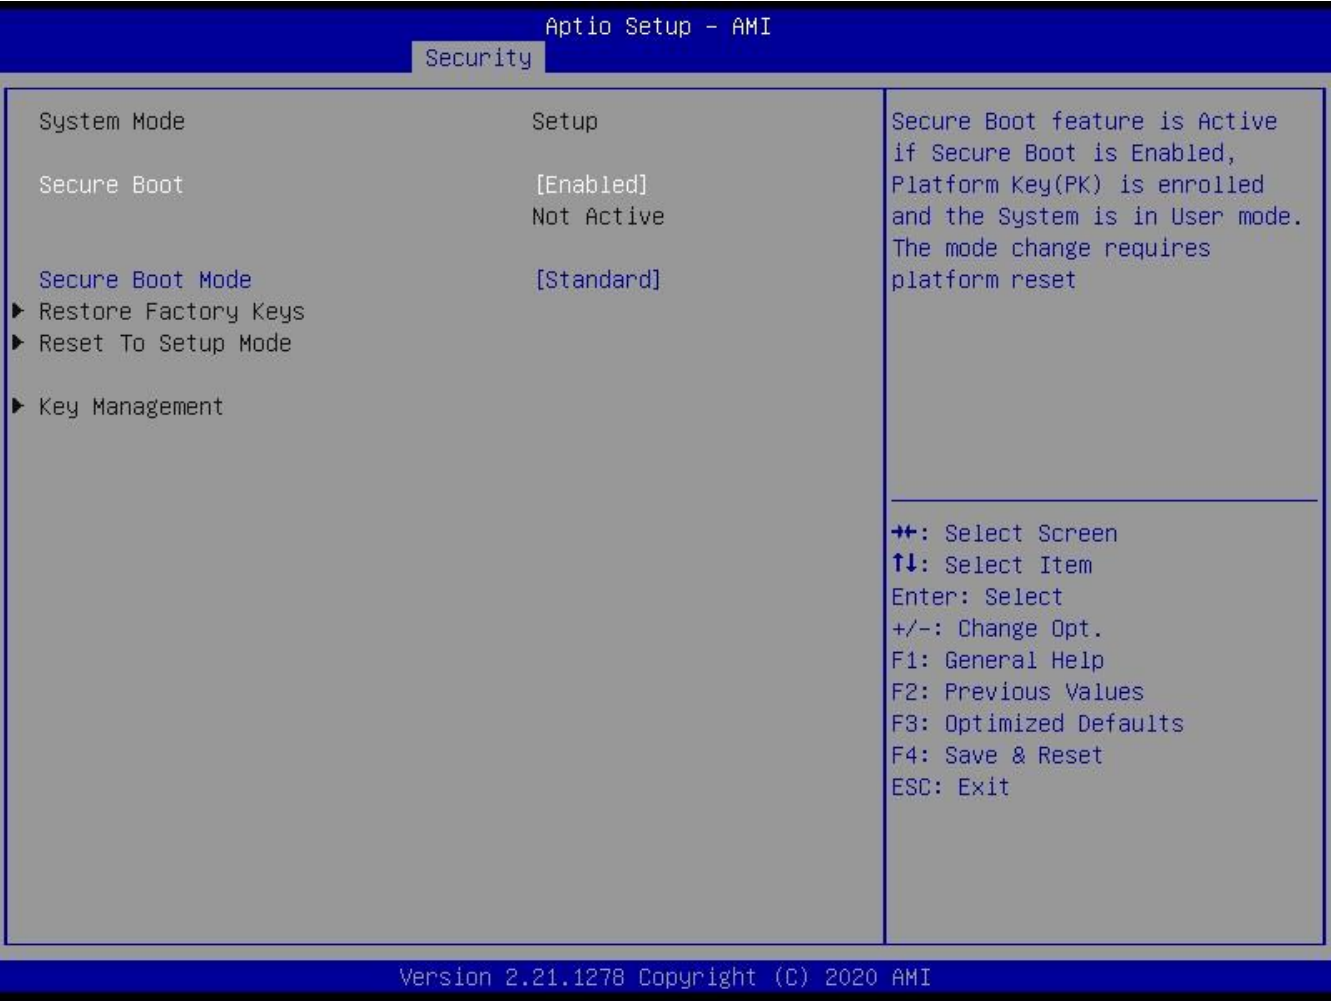 Aptio Setup – AMI
Security
System Mode Setup
Secure Boot [Enabled]
Not Active
Secure Boot Mode [Standard]
▶ Restore Factory Keys
▶ Reset To Setup Mode
▶ Key Management
Secure Boot feature is Active
if Secure Boot is Enabled,
Platform Key(PK) is enrolled
and the System is in User mode.
The mode change requires
platform reset
→←: Select Screen
↑↓: Select Item
Enter: Select
+/-: Change Opt.
F1: General Help
F2: Previous Values
F3: Optimized Defaults
F4: Save & Reset
ESC: Exit
Version 2.21.1278 Copyright (C) 2020 AMI